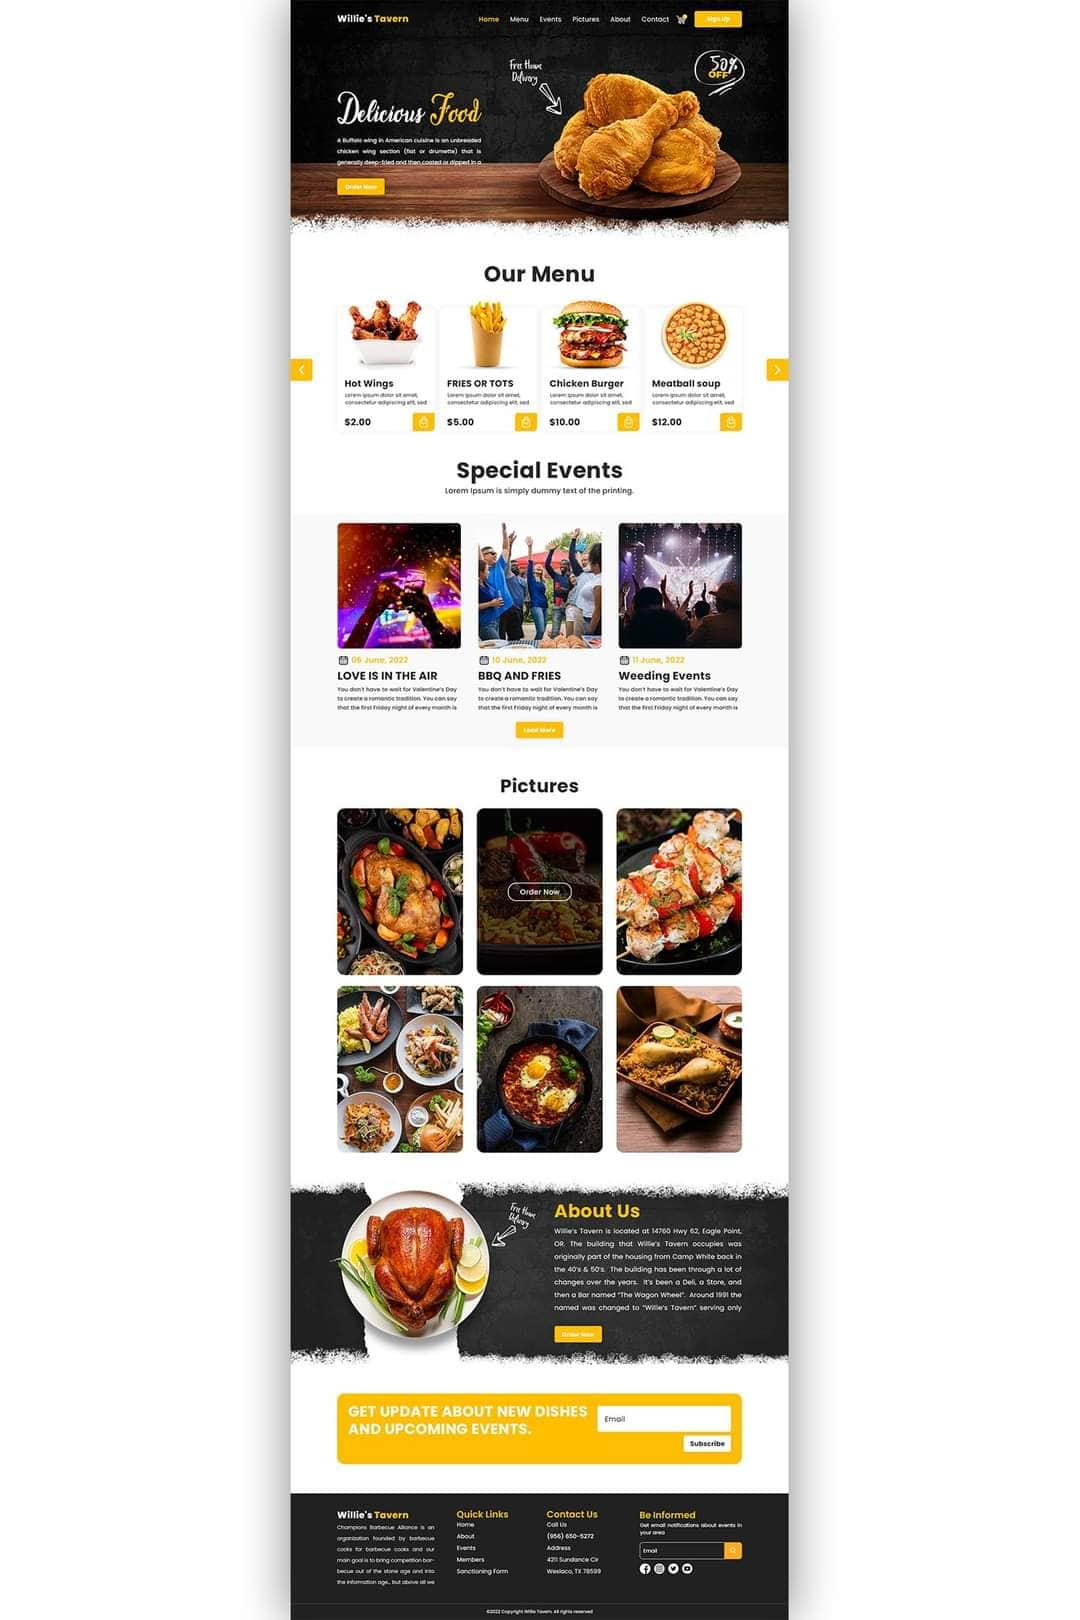 Willie's Tavern
Home Menu Events Pictures About Contact Sign Up
Free Home
Delivery
50%
OFF
Delicious Food
A Buffalo wing in American cuisine is an unbreaded
chicken wing section (flat or drumette) that is
generally deep-fried and then coated or dipped in a
Order Now
Our Menu
Hot Wings
Lorem ipsum dolor sit amet,
consectetur adipiscing elit, sed
$2.00
FRIES OR TOTS
Lorem ipsum dolor sit amet,
consectetur adipiscing elit, sed
$5.00
Chicken Burger
Lorem ipsum dolor sit amet,
consectetur adipiscing elit, sed
$10.00
Meatball soup
Lorem ipsum dolor sit amet,
consectetur adipiscing elit, sed
$12.00
Special Events
Lorem Ipsum is simply dummy text of the printing.
06 June, 2022
LOVE IS IN THE AIR
You don't have to wait for Valentine's Day
to create a romantic tradition. You can say
that the first Friday night of every month is
10 June, 2022
BBQ AND FRIES
You don't have to wait for Valentine's Day
to create a romantic tradition. You can say
that the first Friday night of every month is
11 June, 2022
Weeding Events
You don't have to wait for Valentine's Day
to create a romantic tradition. You can say
that the first Friday night of every month is
Load More
Pictures
Order Now
Free Home
Delivery
About Us
Willie's Tavern is located at 14760 Hwy 62, Eagle Point,
OR. The building that Willie's Tavern occupies was
originally part of the housing from Camp White back in
the 40's & 50's. The building has been through a lot of
changes over the years. It's been a Deli, a Store, and
then a Bar named "The Wagon Wheel". Around 1991 the
named was changed to "Willie's Tavern" serving only
Order Now
GET UPDATE ABOUT NEW DISHES
AND UPCOMING EVENTS.
Email
Subscribe
Willie's Tavern
Champions Barbecue Alliance is an
organization founded by barbecue
cooks for barbecue cooks and our
main goal is to bring competition bar-
becue out of the stone age and into
the information age... but above all we
Quick Links
Home
About
Events
Members
Sanctioning Form
Contact Us
Call Us
(956) 650-5272
Address
4211 Sundance Cir
Weslaco, TX 78599
Be Informed
Get email notifications about events in
your area
Email
©2022 Copyright Willie Tavern. All rights reserved